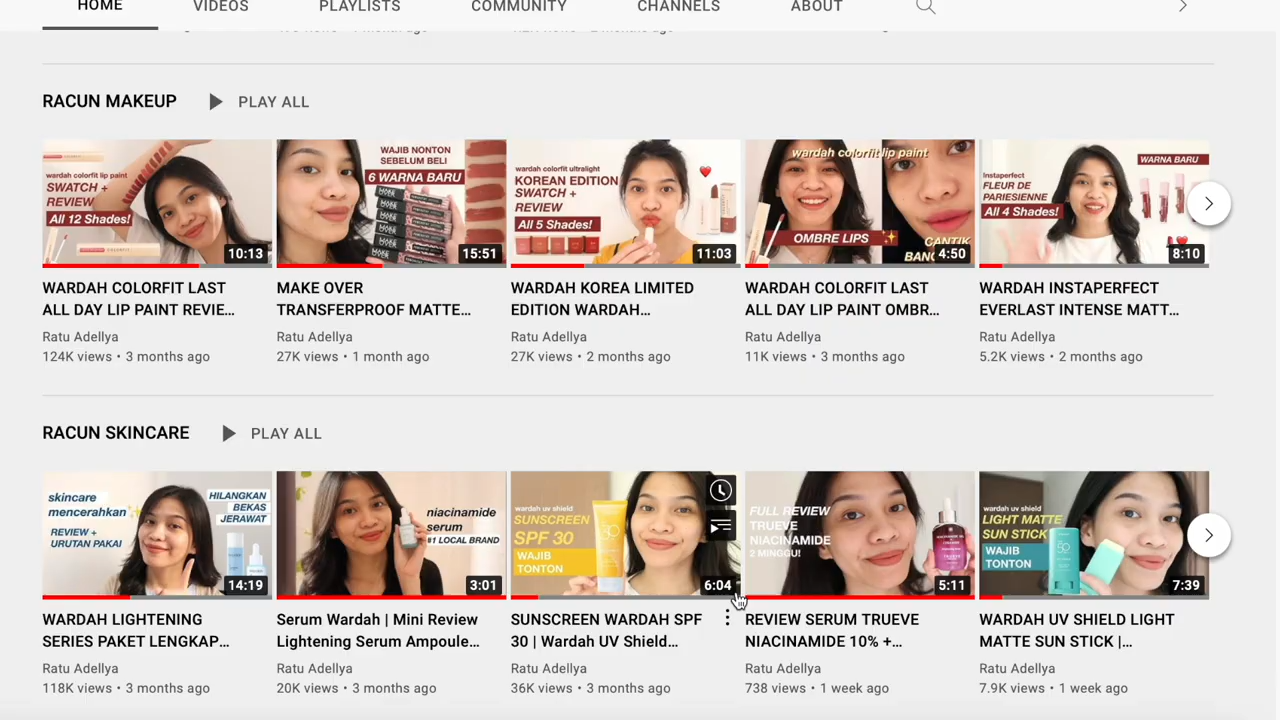 HOME VIDEOS PLAYLISTS COMMUNITY CHANNELS ABOUT
RACUN MAKEUP PLAY ALL
wardah colorfit lip paint
SWATCH +
REVIEW
All 12 Shades!
10:13
WAJIB NONTON
SEBELUM BELI
6 WARNA BARU
15:51
wardah colorfit ultralight
KOREAN EDITION
SWATCH +
REVIEW
All 5 Shades!
11:03
wardah colorfit lip paint
OMBRE LIPS
CANTIK
4:50
WARNA BARU
Instaperfect
FLEUR DE
PARIESIENNE
All 4 Shades!
8:10
WARDAH COLORFIT LAST
ALL DAY LIP PAINT REVIE...
Ratu Adellya
124K views • 3 months ago
MAKE OVER
TRANSFERPROOF MATTE...
Ratu Adellya
27K views • 1 month ago
WARDAH KOREA LIMITED
EDITION WARDAH...
Ratu Adellya
27K views • 2 months ago
WARDAH COLORFIT LAST
ALL DAY LIP PAINT OMBR...
Ratu Adellya
11K views • 3 months ago
WARDAH INSTAPERFECT
EVERLAST INTENSE MATT...
Ratu Adellya
5.2K views • 2 months ago
RACUN SKINCARE PLAY ALL
skincare
mencerahkan
REVIEW +
URUTAN PAKAI
HILANGKAN
BEKAS
JERAWAT
14:19
niacinamide
serum
#1 LOCAL BRAND
3:01
wardah uv shield
SUNSCREEN
SPF 30
WAJIB
TONTON
6:04
FULL REVIEW
TRUEVE
NIACINAMIDE
2 MINGGU!
5:11
wardah uv shield
LIGHT MATTE
SUN STICK
WAJIB
TONTON
7:39
WARDAH LIGHTENING
SERIES PAKET LENGKAP...
Ratu Adellya
118K views • 3 months ago
Serum Wardah | Mini Review
Lightening Serum Ampoule...
Ratu Adellya
20K views • 3 months ago
SUNSCREEN WARDAH SPF
30 | Wardah UV Shield...
Ratu Adellya
36K views • 3 months ago
REVIEW SERUM TRUEVE
NIACINAMIDE 10% +...
Ratu Adellya
738 views • 1 week ago
WARDAH UV SHIELD LIGHT
MATTE SUN STICK |...
Ratu Adellya
7.9K views • 1 week ago